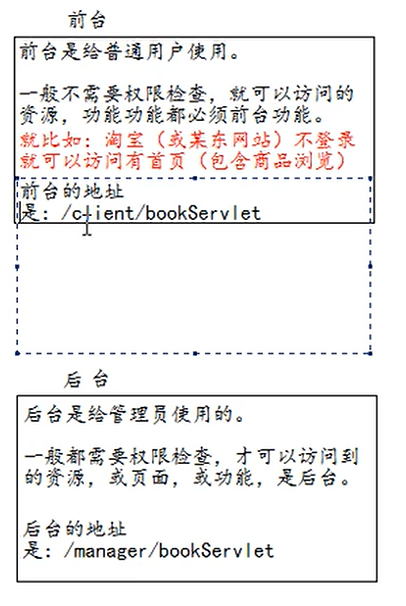 前台
前台是给普通用户使用。
一般不需要权限检查，就可以访问的
资源，功能功能都必须前台功能。
就比如：淘宝（或某东网站）不登录
就可以访问有首页（包含商品浏览）
前台的地址
是：/client/bookServlet
后台
后台是给管理员使用的。
一般都需要权限检查，才可以访问到
的资源，或页面，或功能，是后台。
后台的地址
是：/manager/bookServlet